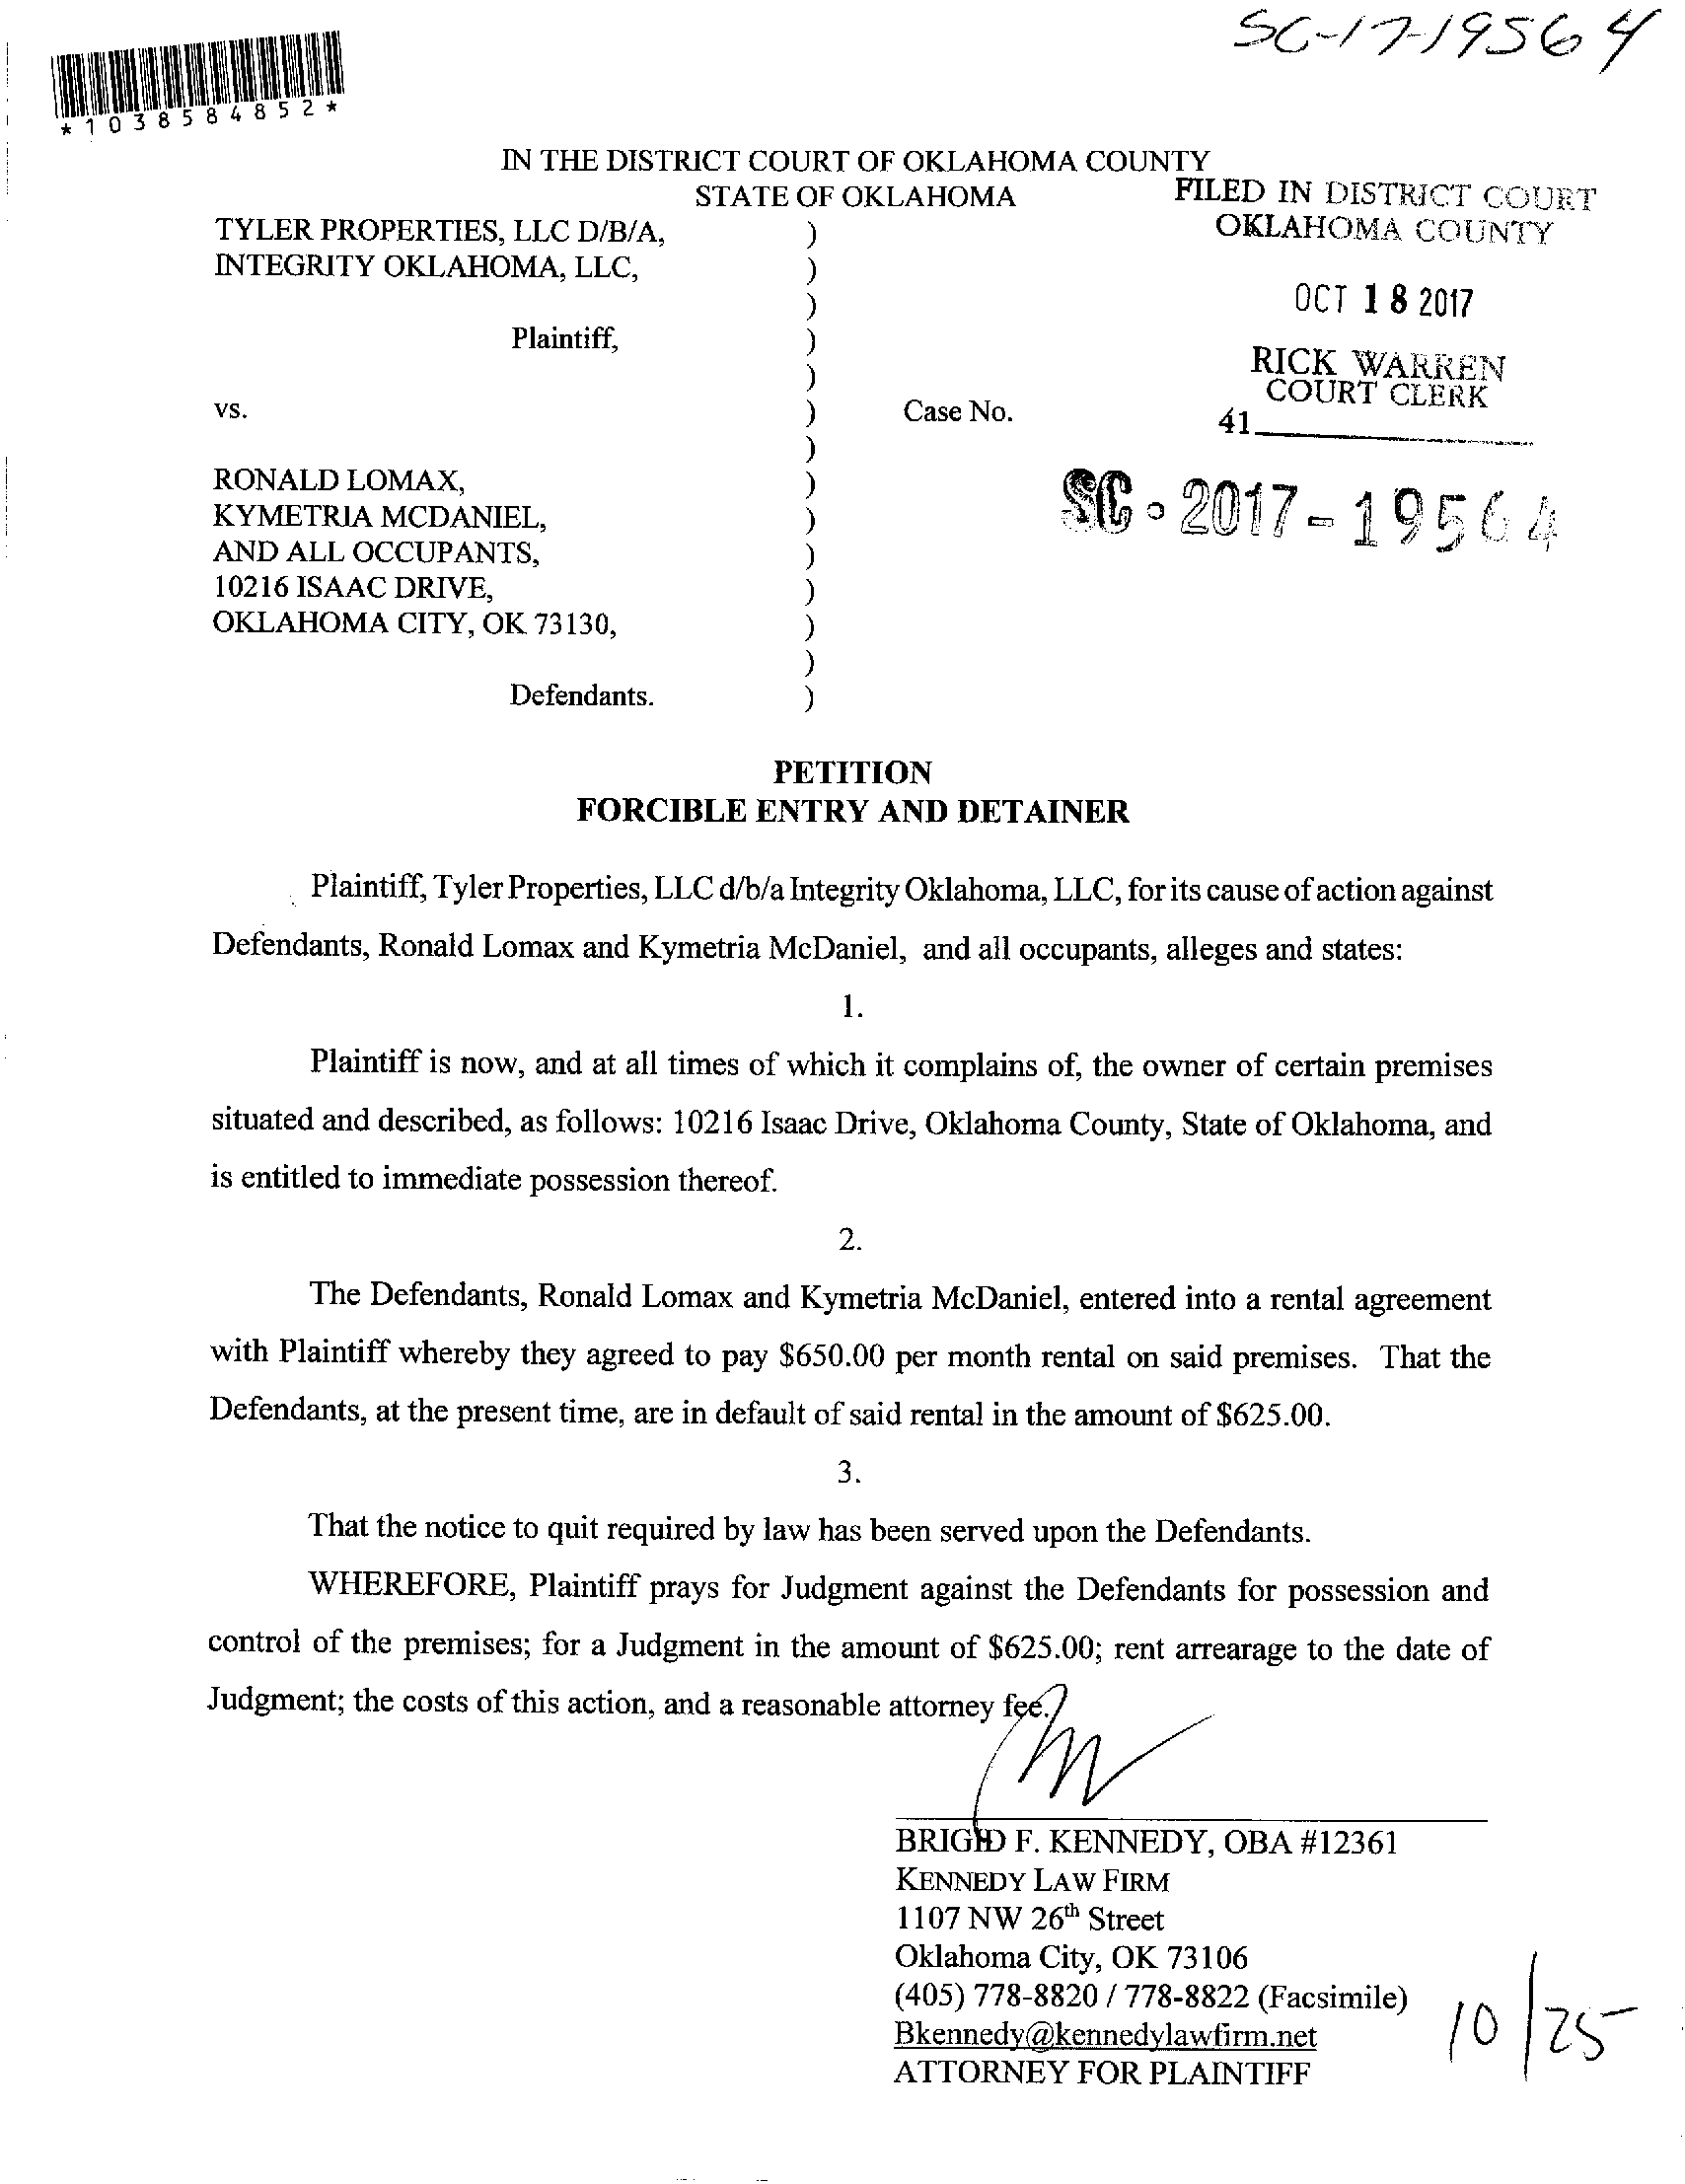 SC-17-19564
*1038584852*
IN THE DISTRICT COURT OF OKLAHOMA COUNTY
STATE OF OKLAHOMA
FILED IN DISTRICT COURT
OKLAHOMA COUNTY
OCT 18 2017
RICK WARREN
COURT CLERK
41
TYLER PROPERTIES, LLC D/B/A, )
INTEGRITY OKLAHOMA, LLC, )
)
Plaintiff, )
)
vs. ) Case No.
)
SC-2017-19564
RONALD LOMAX, )
KYMETRIA MCDANIEL, )
AND ALL OCCUPANTS, )
10216 ISAAC DRIVE, )
OKLAHOMA CITY, OK 73130, )
)
Defendants. )
PETITION
FORCIBLE ENTRY AND DETAINER
Plaintiff, Tyler Properties, LLC d/b/a Integrity Oklahoma, LLC, for its cause of action against
Defendants, Ronald Lomax and Kymetria McDaniel, and all occupants, alleges and states:
1.
Plaintiff is now, and at all times of which it complains of, the owner of certain premises
situated and described, as follows: 10216 Isaac Drive, Oklahoma County, State of Oklahoma, and
is entitled to immediate possession thereof.
2.
The Defendants, Ronald Lomax and Kymetria McDaniel, entered into a rental agreement
with Plaintiff whereby they agreed to pay $650.00 per month rental on said premises. That the
Defendants, at the present time, are in default of said rental in the amount of $625.00.
3.
That the notice to quit required by law has been served upon the Defendants.
WHEREFORE, Plaintiff prays for Judgment against the Defendants for possession and
control of the premises; for a Judgment in the amount of $625.00; rent arrearage to the date of
Judgment; the costs of this action, and a reasonable attorney fee.
BRIGID F. KENNEDY, OBA #12361
KENNEDY LAW FIRM
1107 NW 26th Street
Oklahoma City, OK 73106
(405) 778-8820 / 778-8822 (Facsimile)
Bkennedy@kennedylawfirm.net
ATTORNEY FOR PLAINTIFF
10/25